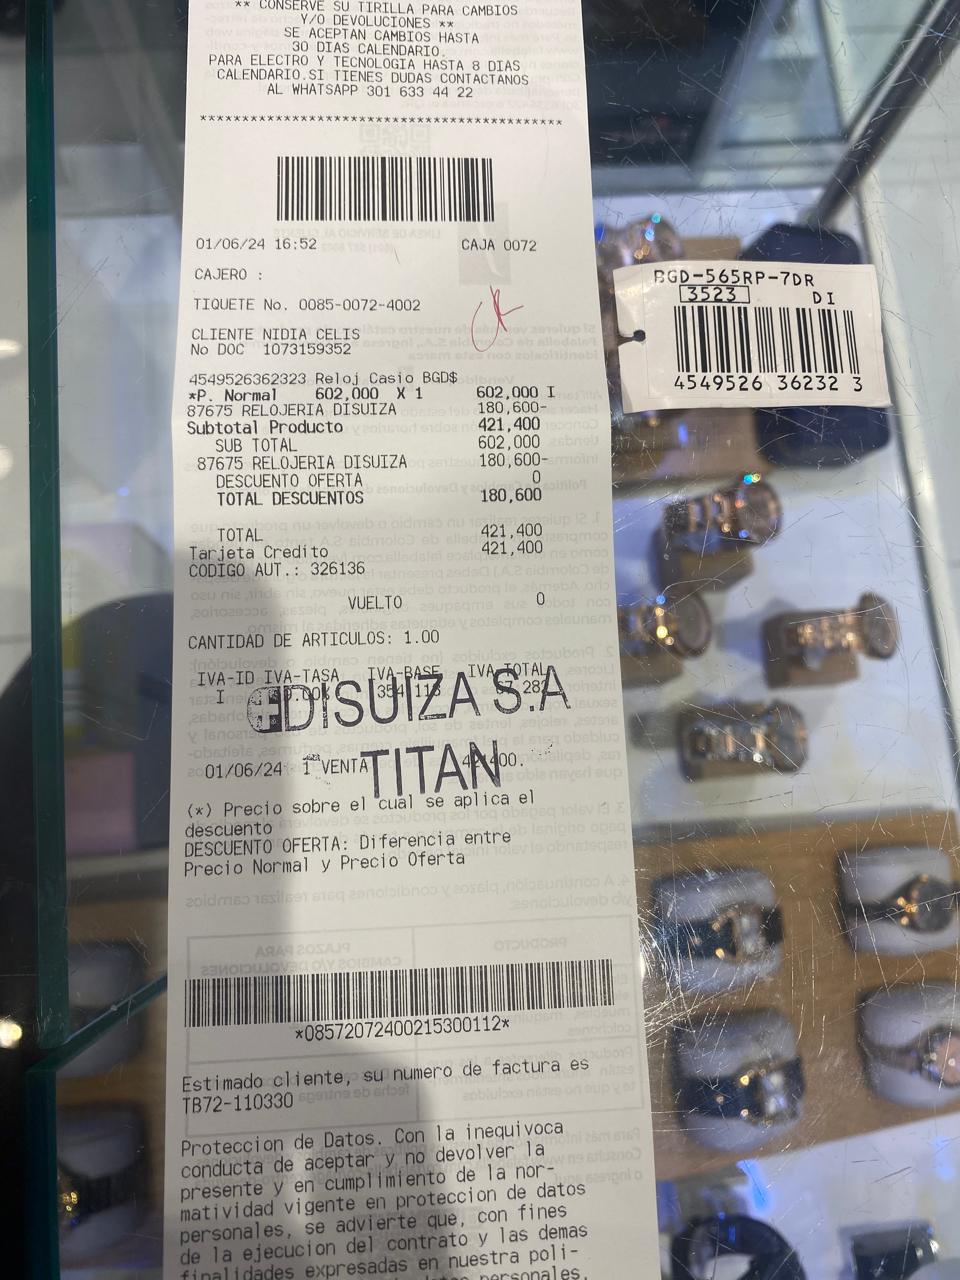 ** CONSERVE SU TIRILLA PARA CAMBIOS
Y/O DEVOLUCIONES **
SE ACEPTAN CAMBIOS HASTA
30 DIAS CALENDARIO.
PARA ELECTRO Y TECNOLOGIA HASTA 8 DIAS
CALENDARIO.SI TIENES DUDAS CONTACTANOS
AL WHATSAPP 301 633 44 22
*******************************************
01/06/24 16:52 CAJA 0072
CAJERO :
TIQUETE No. 0085-0072-4002
CLIENTE NIDIA CELIS
No DOC 1073159352
4549526362323 Reloj Casio BGD$
*P. Normal 602,000 X 1 602,000 I
87675 RELOJERIA DISUIZA 180,600-
Subtotal Producto 421,400
SUB TOTAL 602,000
87675 RELOJERIA DISUIZA 180,600-
DESCUENTO OFERTA 0
TOTAL DESCUENTOS 180,600
TOTAL 421,400
Tarjeta Credito 421,400
CODIGO AUT.: 326136
VUELTO 0
CANTIDAD DE ARTICULOS: 1.00
IVA-ID IVA-TASA IVA-BASE IVA-TOTAL
I
DISUIZA S.A
TITAN
01/06/24 1 VENTA
(*) Precio sobre el cual se aplica el
descuento
DESCUENTO OFERTA: Diferencia entre
Precio Normal y Precio Oferta
*08572072400215300112*
Estimado cliente, su numero de factura es
TB72-110330
Proteccion de Datos. Con la inequivoca
conducta de aceptar y no devolver la
presente y en cumplimiento de la nor-
matividad vigente en proteccion de datos
personales, se advierte que, con fines
de la ejecucion del contrato y las demas
finalidades expresadas en nuestra poli-
personales,
BGD-565RP-7DR
3523 DI
4549526 36232 3